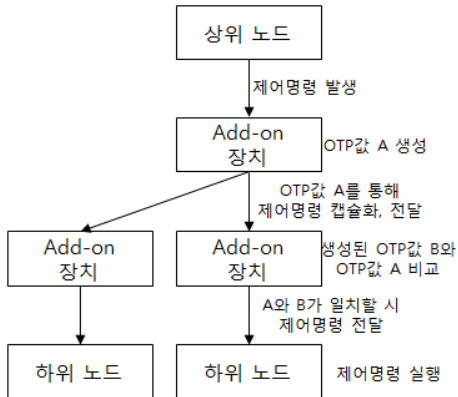 상위 노드
제어명령 발생
Add-on
장치
OTP값 A 생성
OTP값 A를 통해
제어명령 캡슐화, 전달
Add-on
장치
Add-on
장치
생성된 OTP값 B와
OTP값 A 비교
A와 B가 일치할 시
제어명령 전달
하위 노드
하위 노드
제어명령 실행